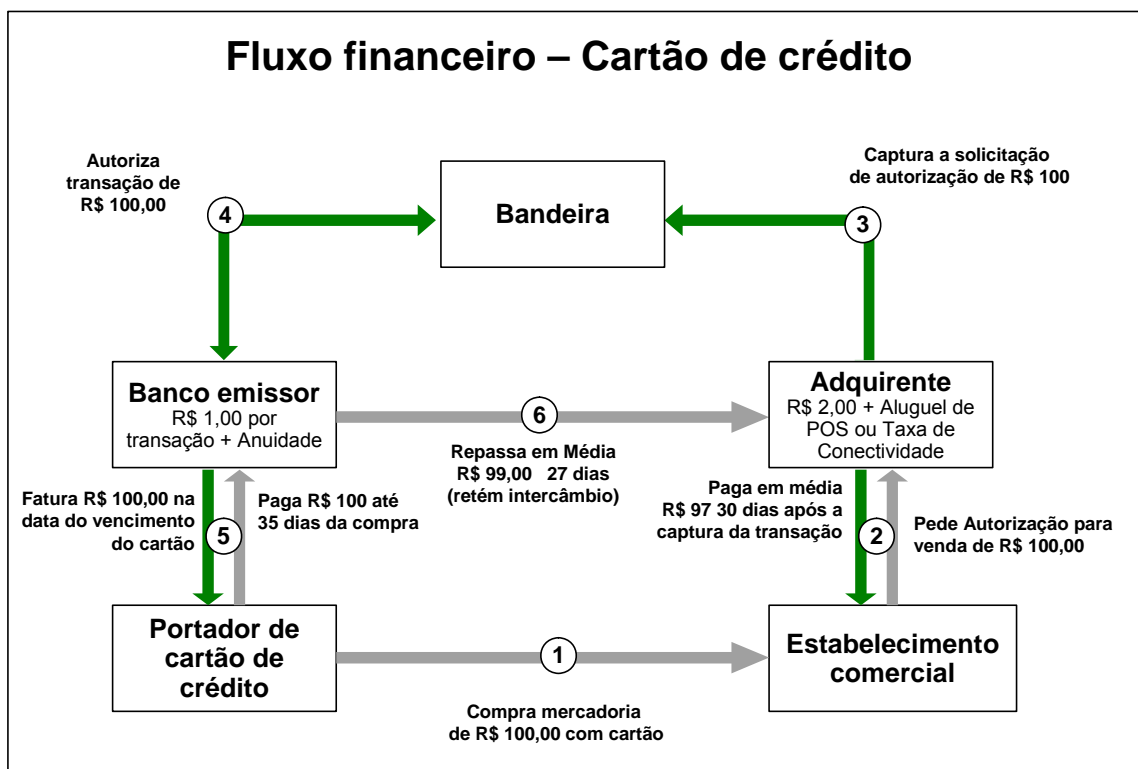 Fluxo financeiro – Cartão de crédito
Autoriza
transação de
R$ 100,00
4
Bandeira
Captura a solicitação
de autorização de R$ 100
3
Banco emissor
R$ 1,00 por
transação + Anuidade
6
Repassa em Média
R$ 99,00   27 dias
(retém intercâmbio)
Adquirente
R$ 2,00 + Aluguel de
POS ou Taxa de
Conectividade
Fatura R$ 100,00 na
data do vencimento
do cartão
5
Paga R$ 100 até
35 dias da compra
Paga em média
R$ 97 30 dias após a
captura da transação
2
Pede Autorização para
venda de R$ 100,00
Portador de
cartão de
crédito
1
Compra mercadoria
de R$ 100,00 com cartão
Estabelecimento
comercial